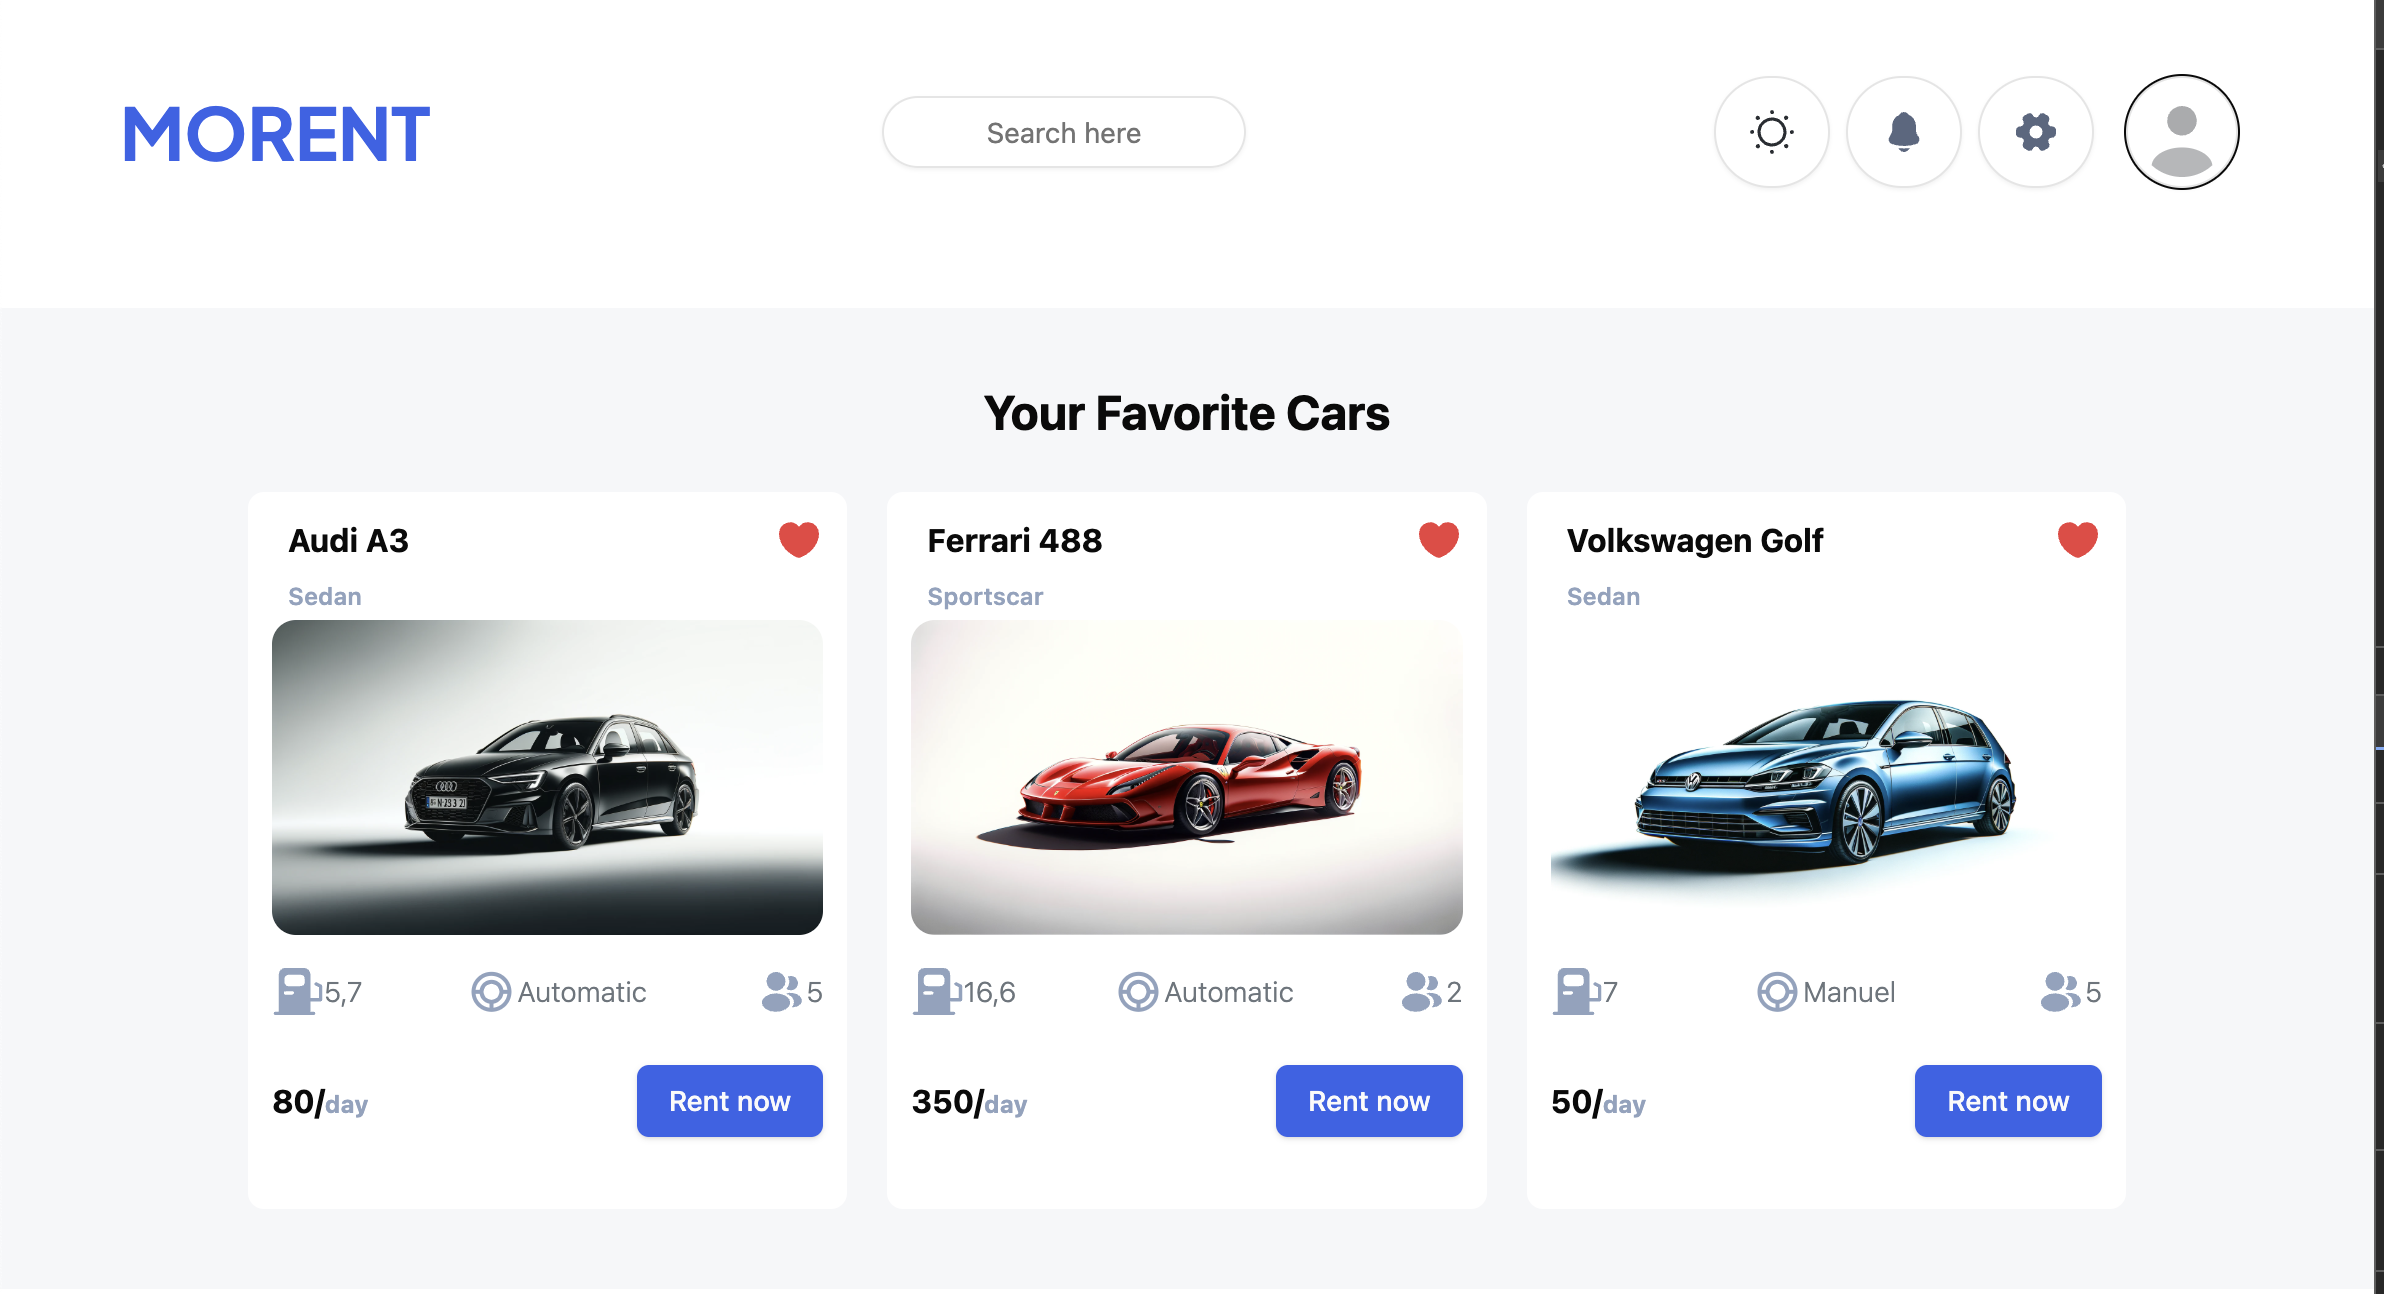 MORENT
Search here
Your Favorite Cars
Audi A3
Sedan
5,7
Automatic
5
80/day
Rent now
Ferrari 488
Sportscar
16,6
Automatic
2
350/day
Rent now
Volkswagen Golf
Sedan
7
Manuel
5
50/day
Rent now